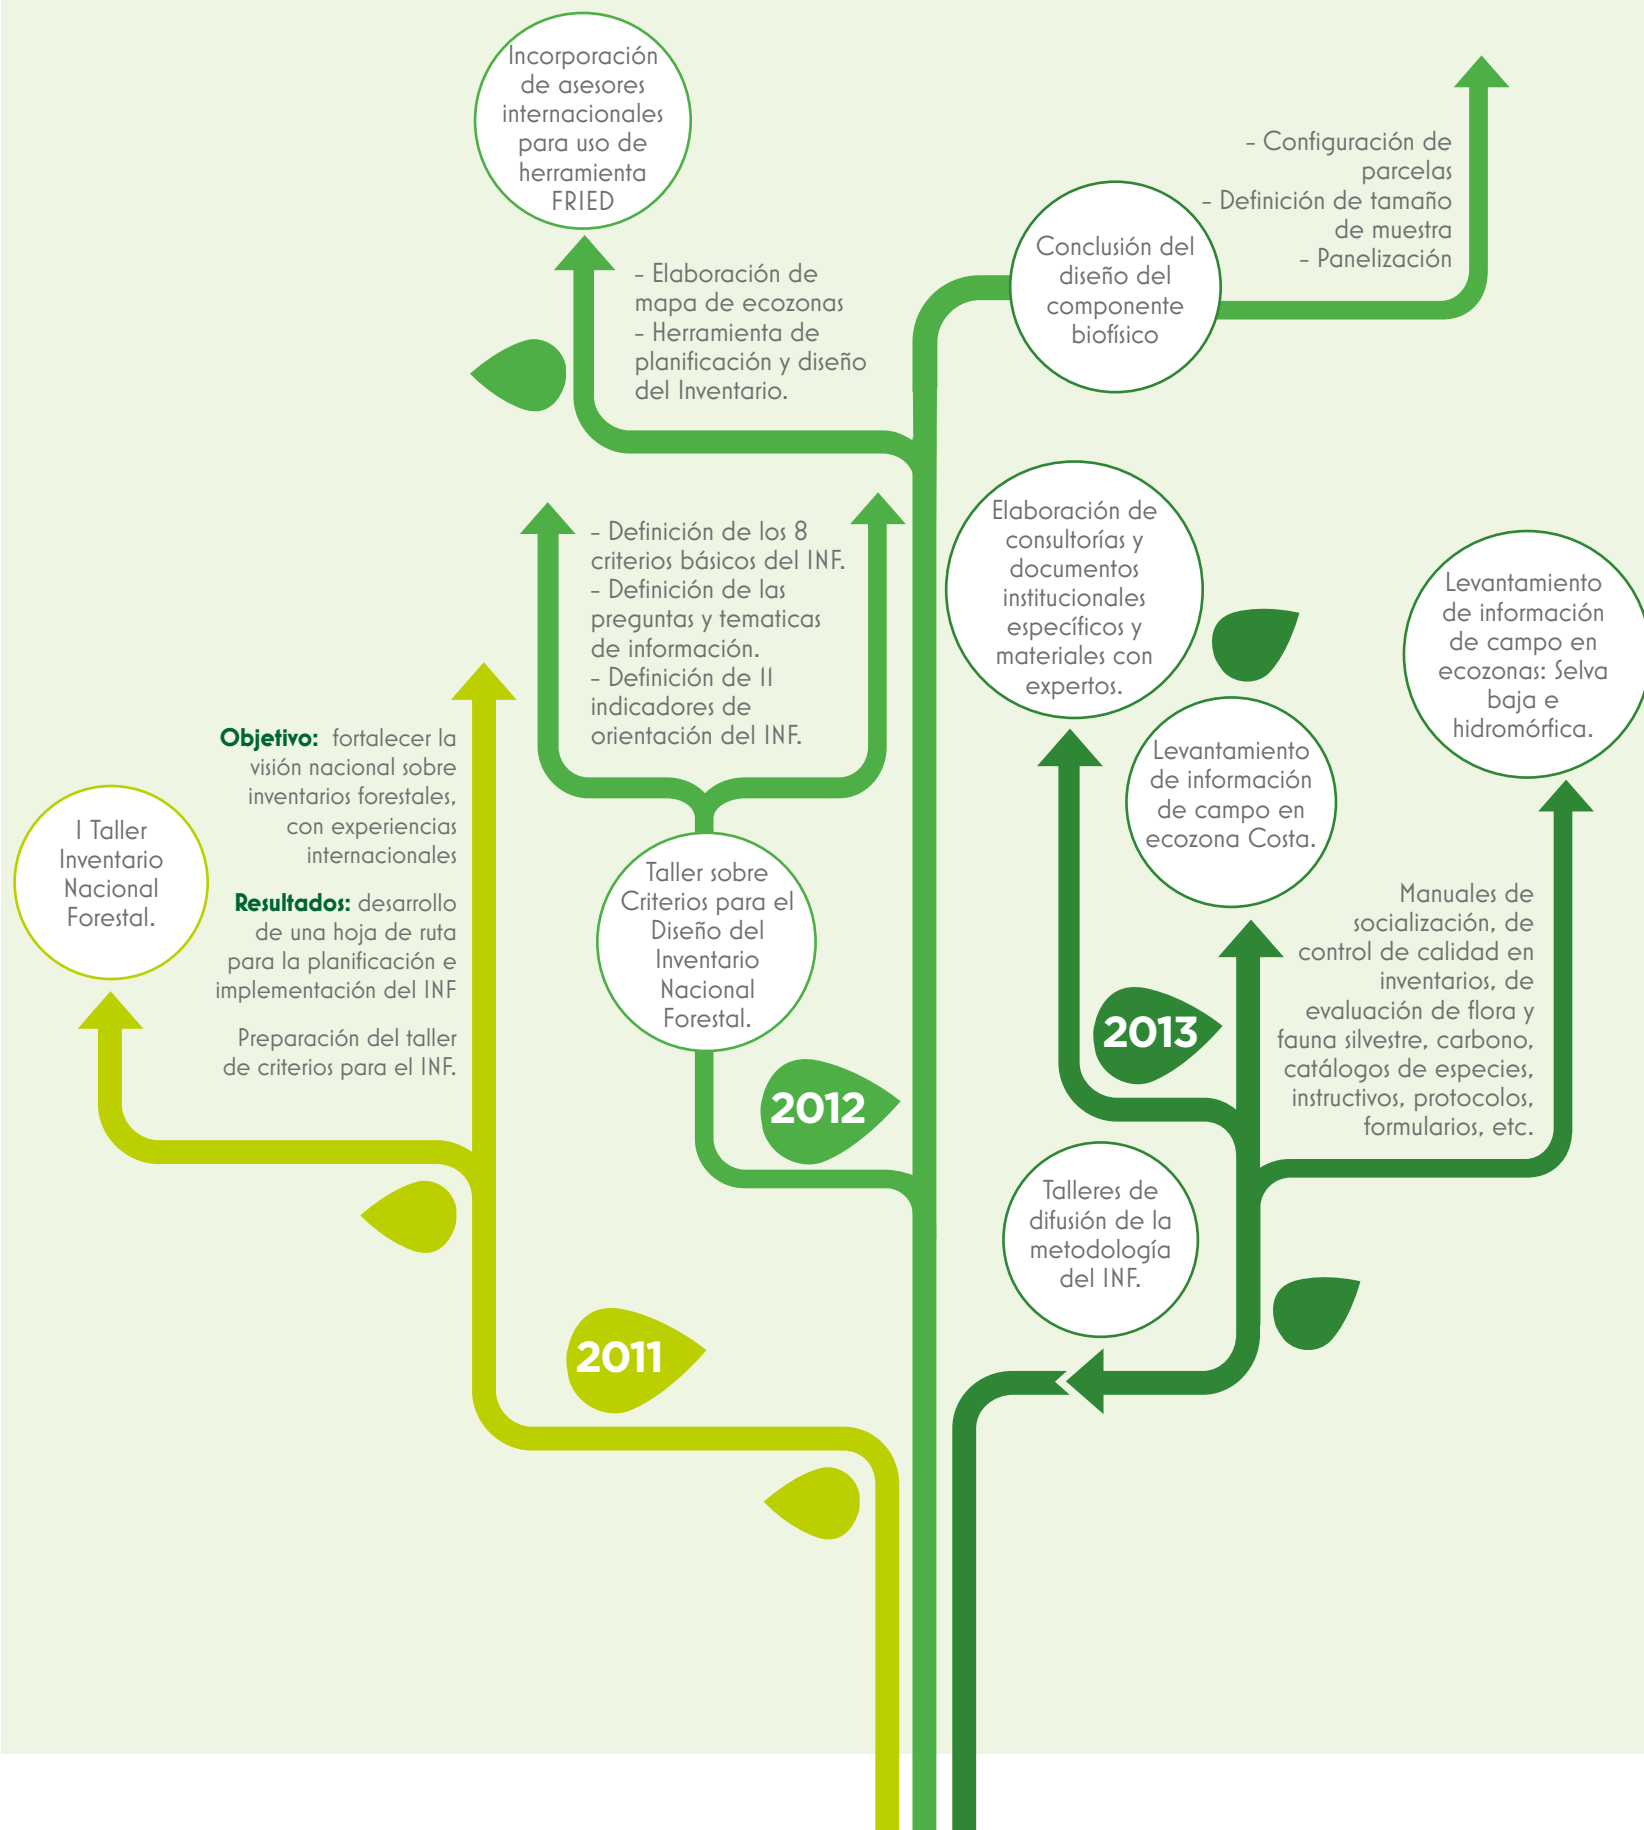 Incorporación
de asesores
internacionales
para uso de
herramienta
FRIED
- Elaboración de
mapa de ecozonas
- Herramienta de
planificación y diseño
del Inventario.
- Configuración de
parcelas
- Definición de tamaño
de muestra
- Panelización
Conclusión del
diseño del
componente
biofísico
- Definición de los 8
criterios básicos del INF.
- Definición de las
preguntas y tematicas
de información.
- Definición de 11
indicadores de
orientación del INF.
Elaboración de
consultorías y
documentos
institucionales
específicos y
materiales con
expertos.
Levantamiento
de información
de campo en
ecozonas: Selva
baja e
hidromórfica.
Levantamiento
de información
de campo en
ecozona Costa.
Objetivo: fortalecer la
visión nacional sobre
inventarios forestales,
con experiencias
internacionales
Resultados: desarrollo
de una hoja de ruta
para la planificación e
implementación del INF
Preparación del taller
de criterios para el INF.
I Taller
Inventario
Nacional
Forestal.
Taller sobre
Criterios para el
Diseño del
Inventario
Nacional
Forestal.
Manuales de
socialización, de
control de calidad en
inventarios, de
evaluación de flora y
fauna silvestre, carbono,
catálogos de especies,
instructivos, protocolos,
formularios, etc.
2013
2012
Talleres de
difusión de la
metodología
del INF.
2011